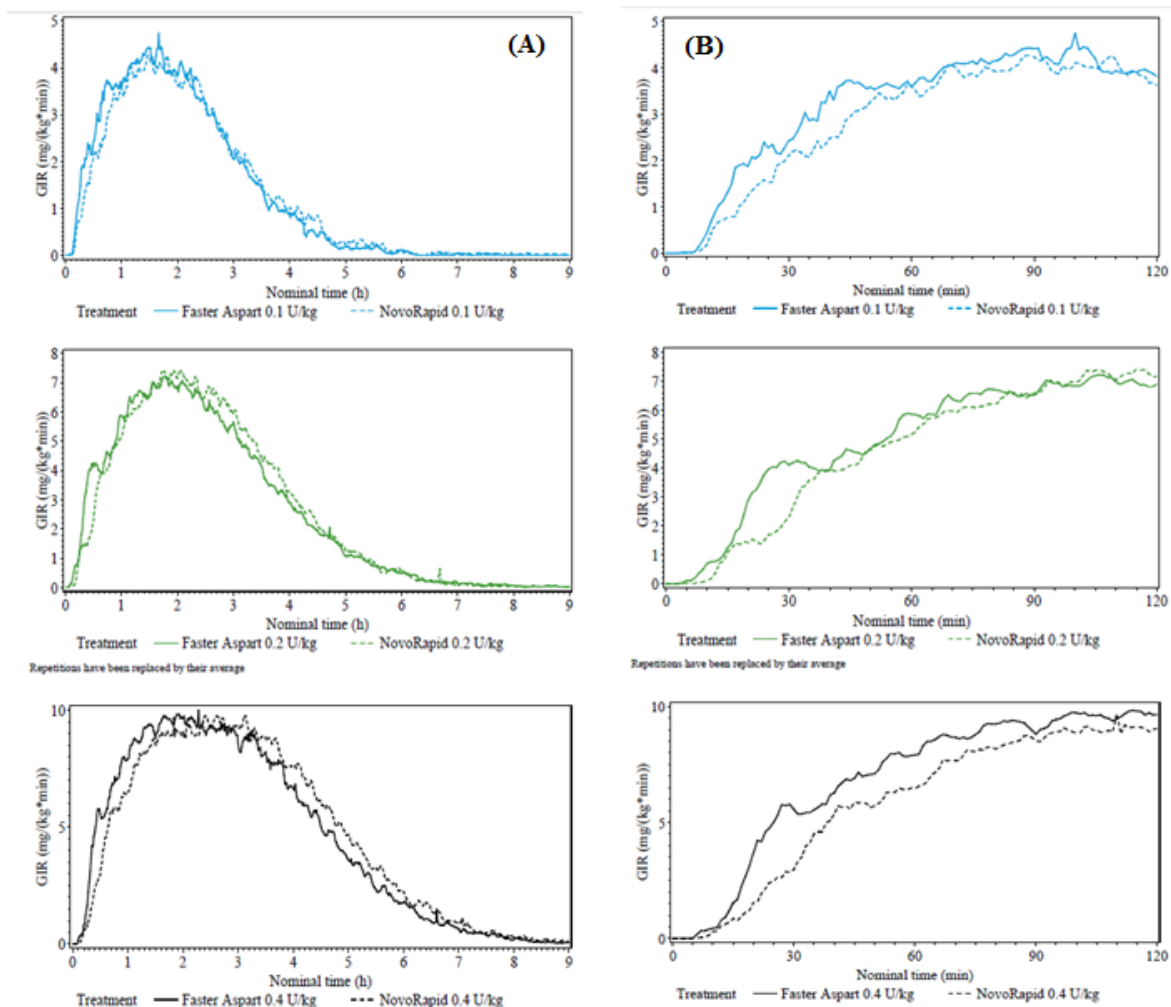 (A)
GIR (mg/(kg*min))
5
4
3
2
1
0
0 1 2 3 4 5 6 7 8 9
Nominal time (h)
Treatment Faster Aspart 0.1 U/kg NovoRapid 0.1 U/kg
(B)
GIR (mg/(kg*min))
5
4
3
2
1
0
0 30 60 90 120
Nominal time (min)
Treatment Faster Aspart 0.1 U/kg NovoRapid 0.1 U/kg
GIR (mg/(kg*min))
8
7
6
5
4
3
2
1
0
0 1 2 3 4 5 6 7 8 9
Nominal time (h)
Treatment Faster Aspart 0.2 U/kg NovoRapid 0.2 U/kg
Repetitions have been replaced by their average
GIR (mg/(kg*min))
8
7
6
5
4
3
2
1
0
0 30 60 90 120
Nominal time (min)
Treatment Faster Aspart 0.2 U/kg NovoRapid 0.2 U/kg
Repetitions have been replaced by their average
GIR (mg/(kg*min))
10
5
0
0 1 2 3 4 5 6 7 8 9
Nominal time (h)
Treatment Faster Aspart 0.4 U/kg NovoRapid 0.4 U/kg
GIR (mg/(kg*min))
10
5
0
0 30 60 90 120
Nominal time (min)
Treatment Faster Aspart 0.4 U/kg NovoRapid 0.4 U/kg